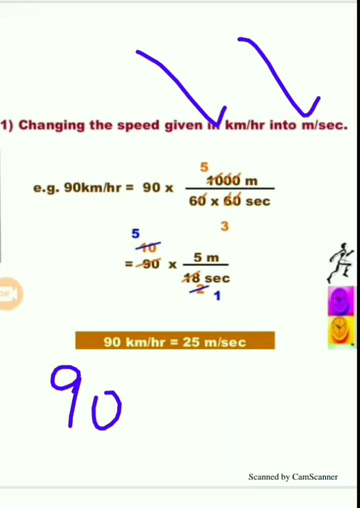 1) Changing the speed given in km/hr into m/sec.
5
e.g. 90km/hr = 90 x 1000 m / 60 x 60 sec
3
5
10
= 90 x 5 m / 18 sec
2 1
90 km/hr = 25 m/sec
90
Scanned by CamScanner